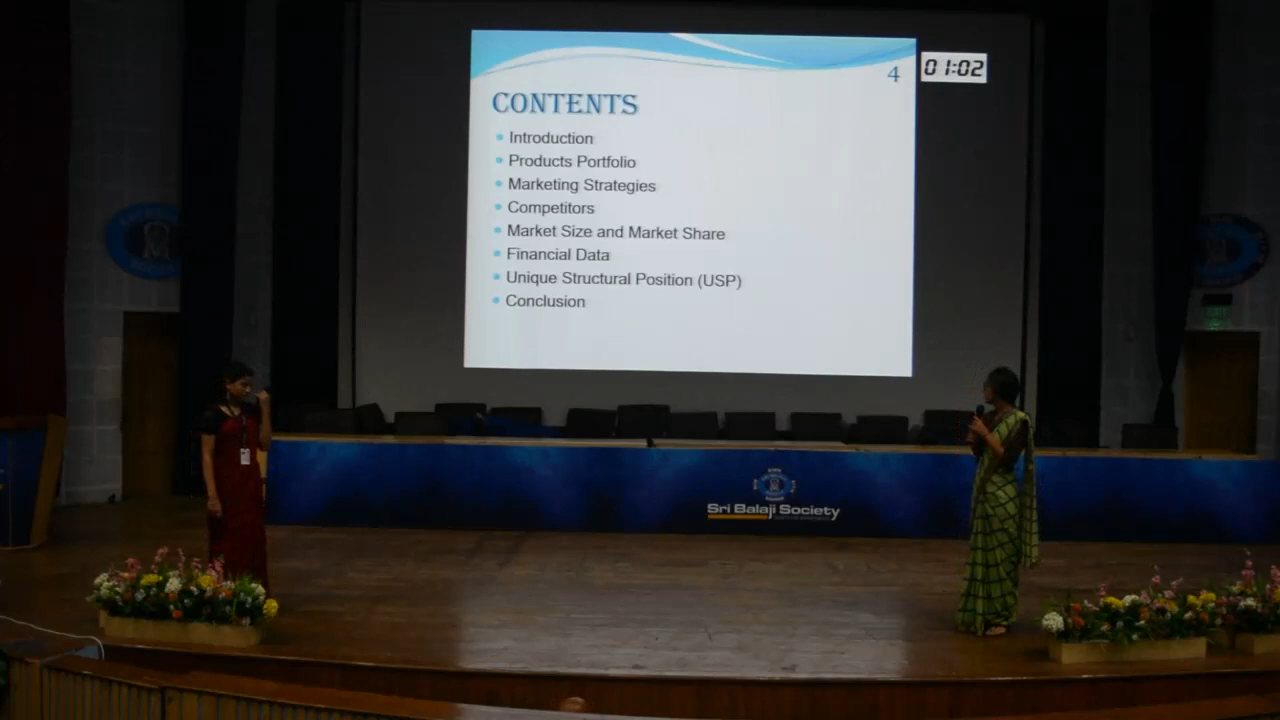 4
01:02
CONTENTS
Introduction
Products Portfolio
Marketing Strategies
Competitors
Market Size and Market Share
Financial Data
Unique Structural Position (USP)
Conclusion
Sri Balaji Society